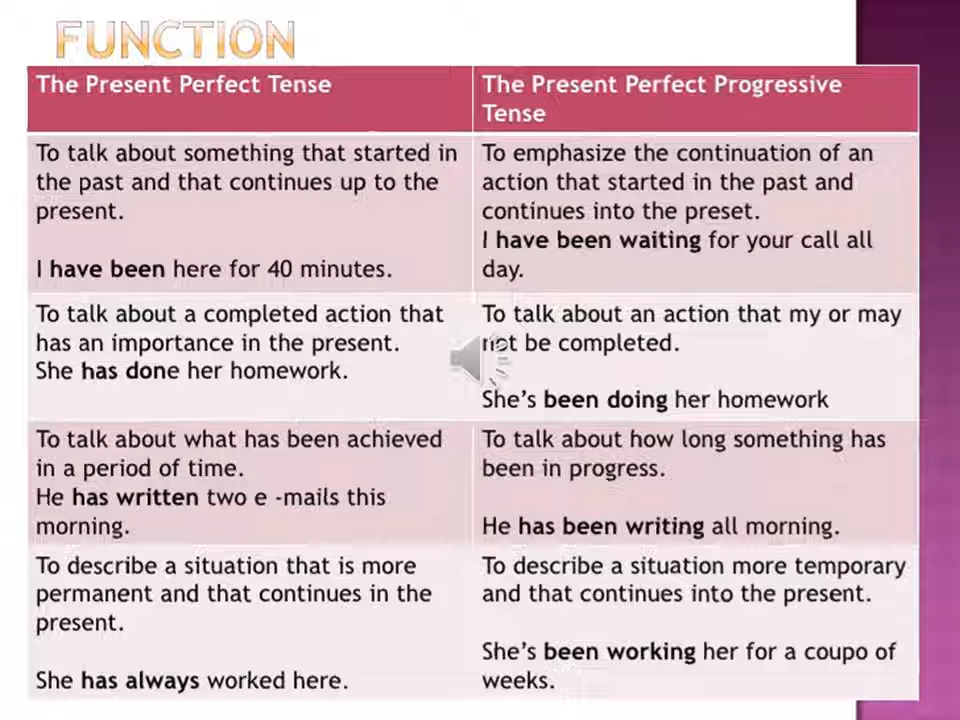 FUNCTION
The Present Perfect Tense
The Present Perfect Progressive
Tense
To talk about something that started in
the past and that continues up to the
present.
I have been here for 40 minutes.
To emphasize the continuation of an
action that started in the past and
continues into the preset.
I have been waiting for your call all
day.
To talk about a completed action that
has an importance in the present.
She has done her homework.
To talk about an action that my or may
not be completed.
She's been doing her homework
To talk about what has been achieved
in a period of time.
He has written two e -mails this
morning.
To talk about how long something has
been in progress.
He has been writing all morning.
To describe a situation that is more
permanent and that continues in the
present.
She has always worked here.
To describe a situation more temporary
and that continues into the present.
She's been working her for a coupo of
weeks.